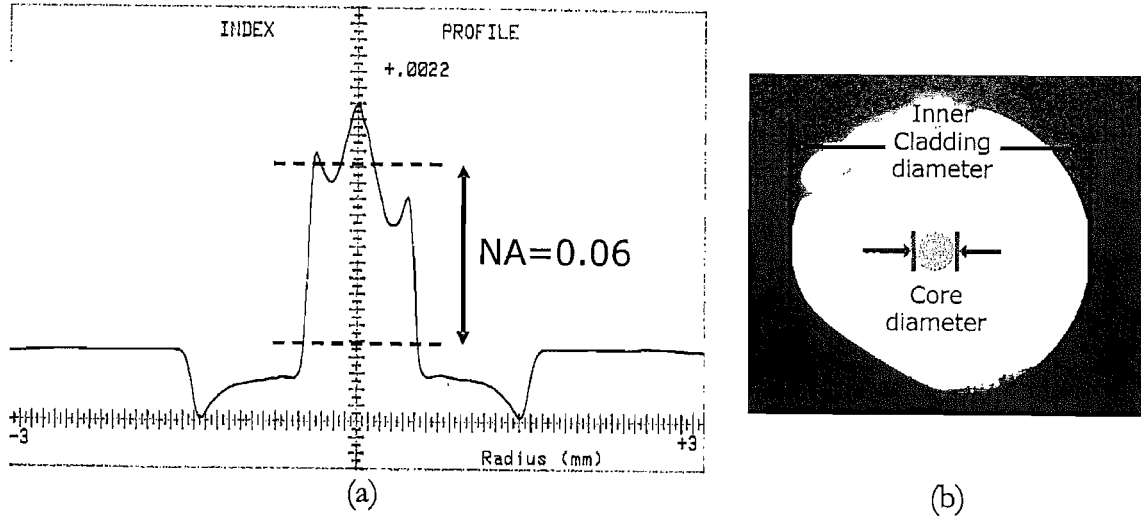 INDEX PROFILE
+.0022
NA=0.06
-3
+3
Radius (mm)
(a)
Inner
Cladding
diameter
Core
diameter
(b)